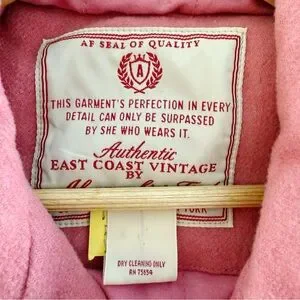 AF SEAL OF QUALITY
A
THIS GARMENT'S PERFECTION IN EVERY
DETAIL CAN ONLY BE SURPASSED
BY SHE WHO WEARS IT.
Authentic
EAST COAST VINTAGE
BY
YORK
DRY CLEANING ONLY
RN 75654